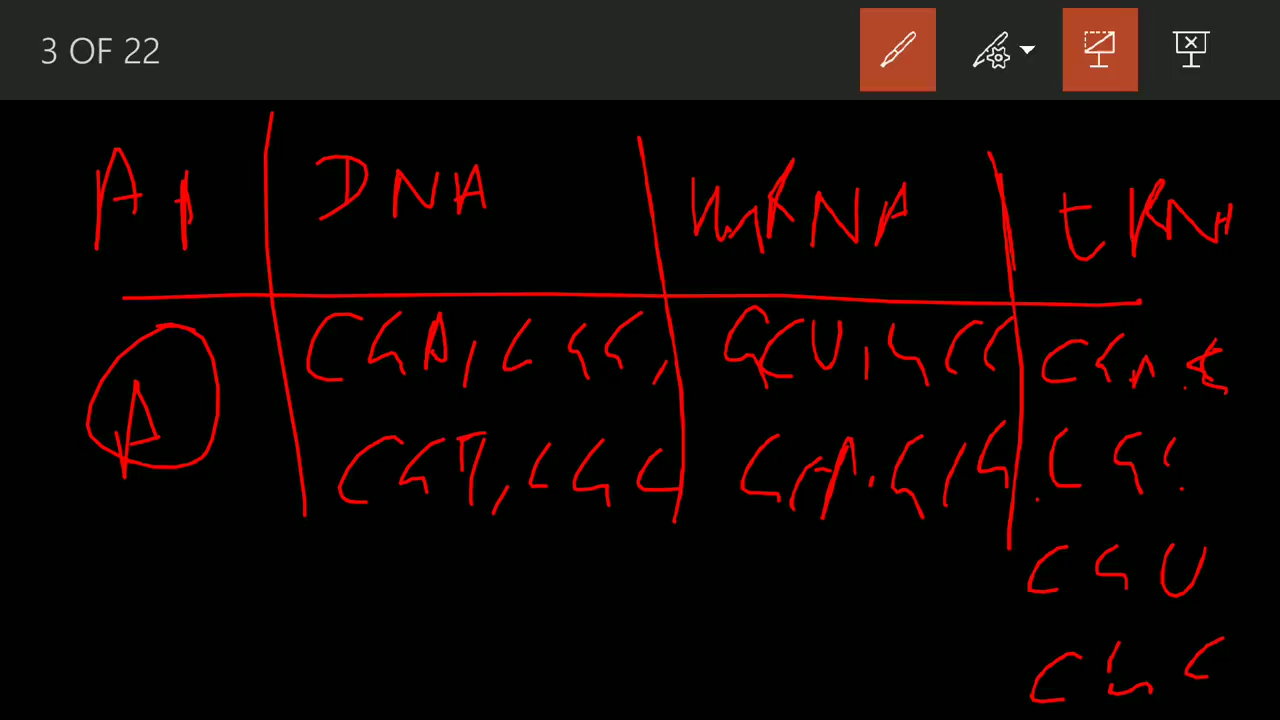 3 OF 22
AA DNA mRNA tRNA
A CGA, CGG, GCU, GCC CGA
CGT, CGC GCA, GCG CGG
CGU
CGC